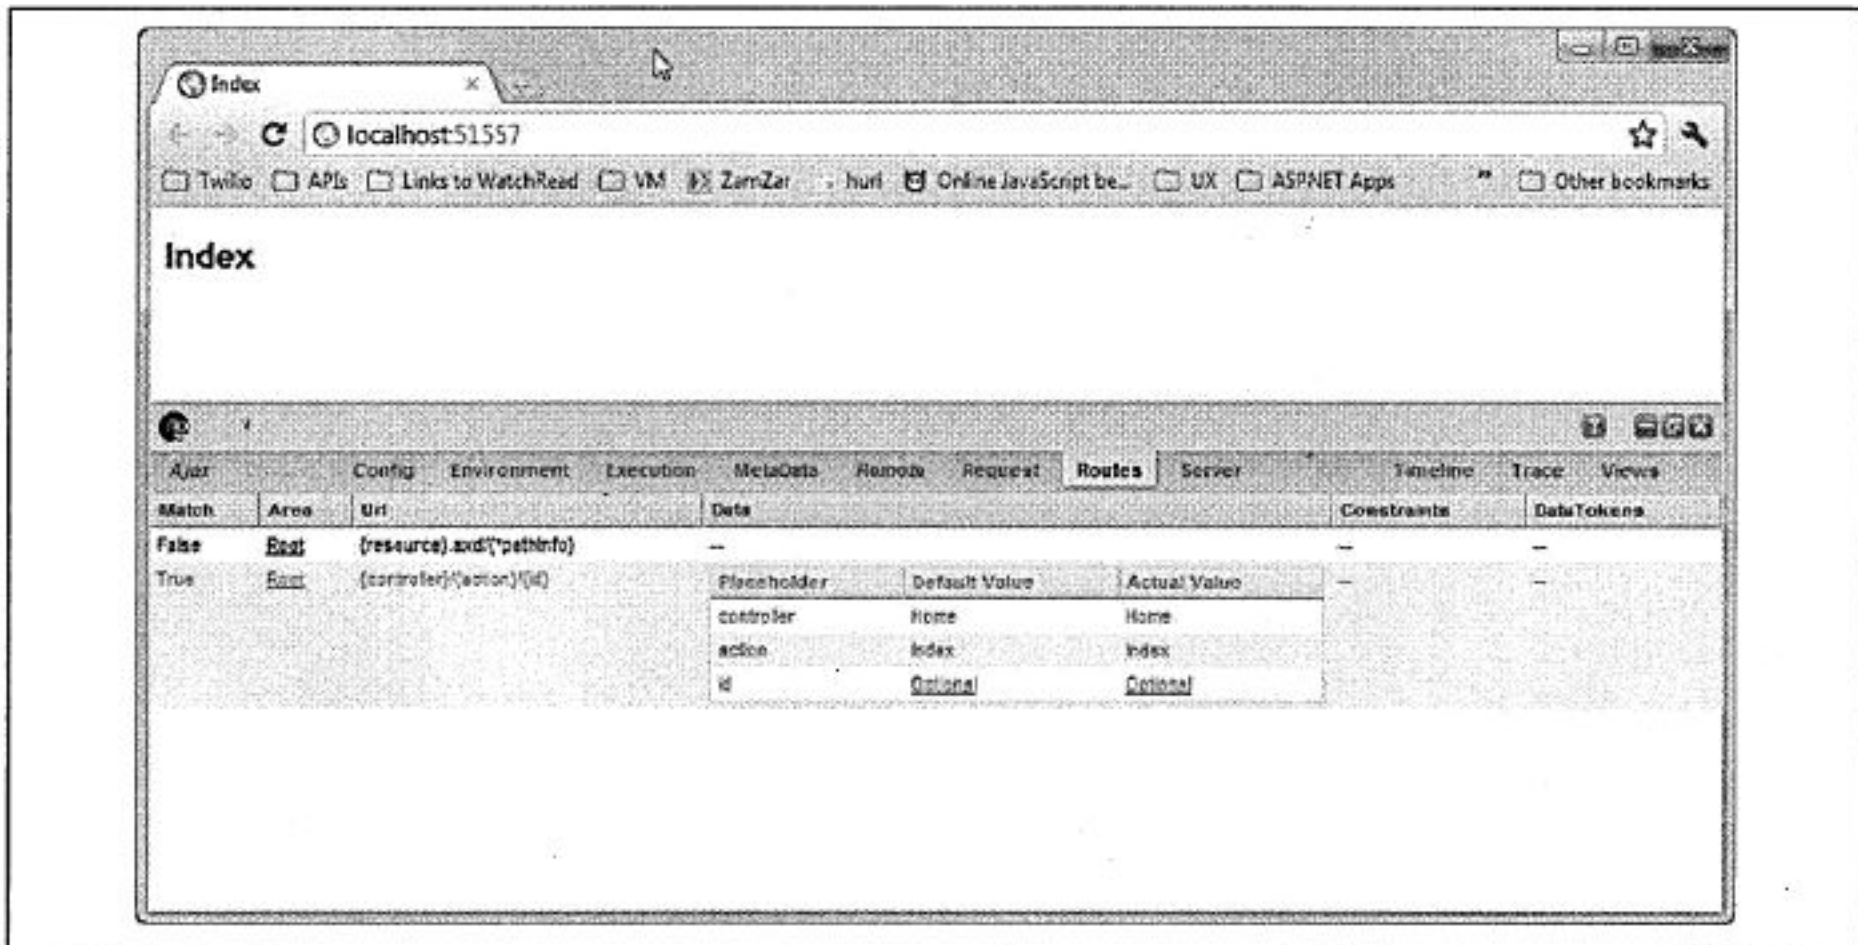 Index
localhost:51557
Twilio APIs Links to WatchRead VM ZamZar hurl Online JavaScript be... UX ASP.NET Apps » Other bookmarks
Index
Ajax Config Environment Execution MetaData Remote Request Routes Server Timeline Trace Views
Match Area Url Data Constraints DataTokens
False Root {resource}.axd/{*pathInfo} -- -- --
True Root {controller}/{action}/{id} Placeholder Default Value Actual Value -- --
controller Home Home
action Index Index
id Optional Optional